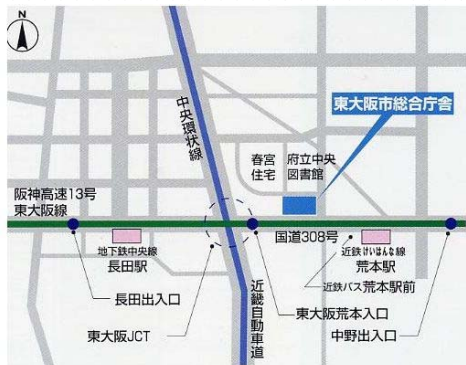 N
中央環状線
東大阪市総合庁舎
春宮
住宅
府立中央
図書館
阪神高速13号
東大阪線
国道308号
地下鉄中央線
長田駅
近鉄けいはんな線
荒本駅
近鉄バス荒本駅前
長田出入口
東大阪JCT
近畿自動車道
東大阪荒本入口
中野出入口